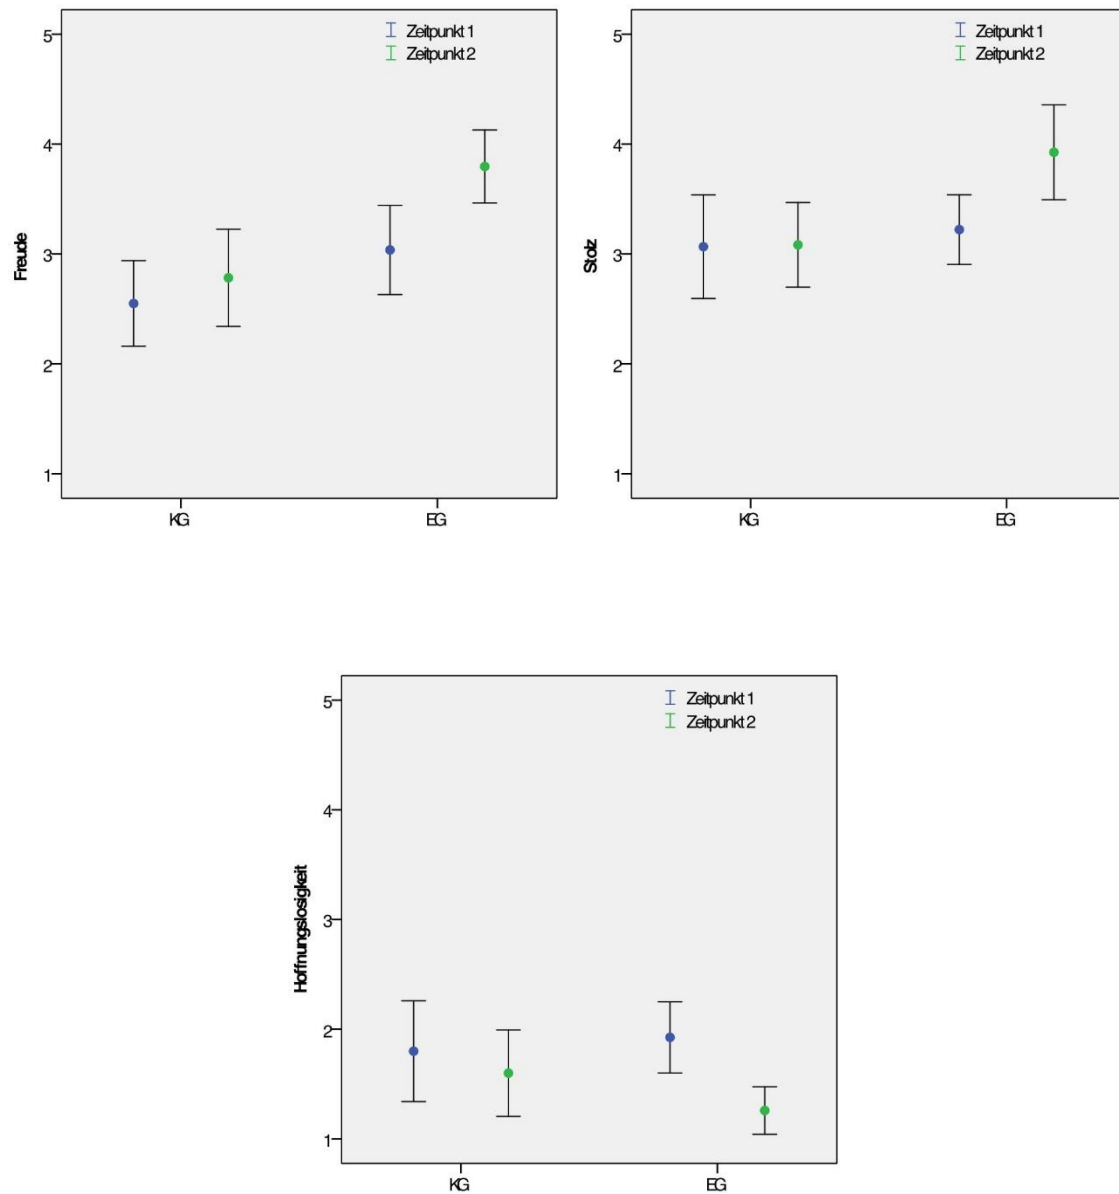 Zeitpunkt 1
Zeitpunkt 2
5
4
3
2
1
Freude
KG
EG
Zeitpunkt 1
Zeitpunkt 2
5
4
3
2
1
Stolz
KG
EG
Zeitpunkt 1
Zeitpunkt 2
5
4
3
2
1
Hoffnungslosigkeit
KG
EG